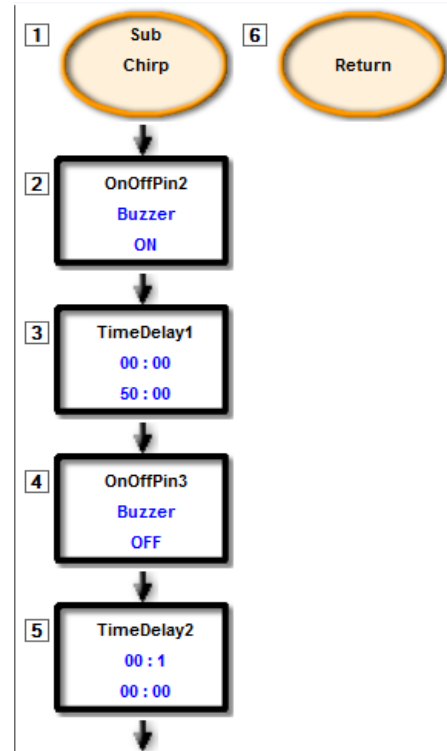 1
Sub
Chirp
2
OnOffPin2
Buzzer
ON
3
TimeDelay1
00 : 00
50 : 00
4
OnOffPin3
Buzzer
OFF
5
TimeDelay2
00 : 1
00 : 00
6
Return